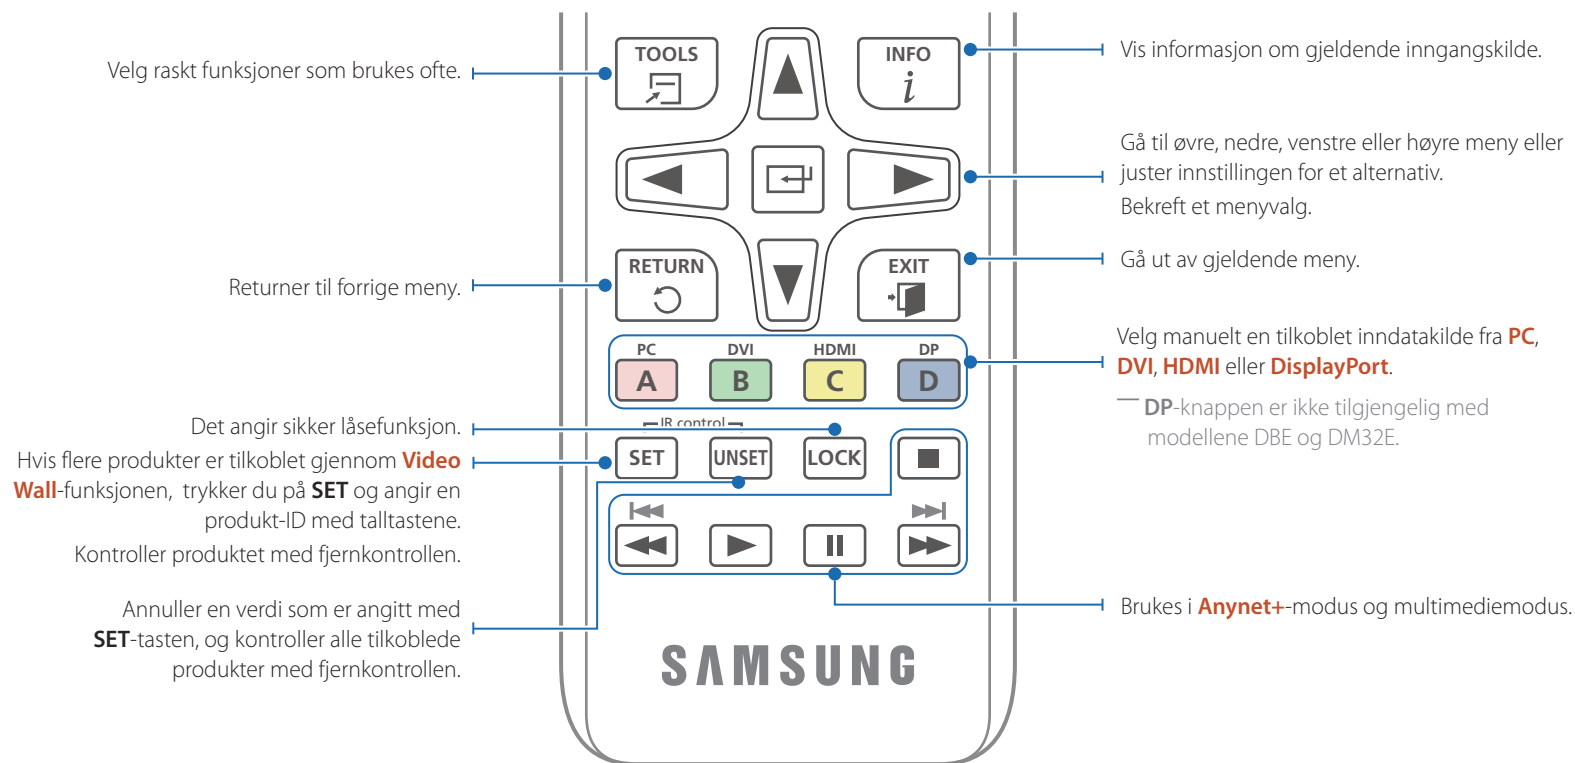 TOOLS
INFO
i
Velg raskt funksjoner som brukes ofte.
Vis informasjon om gjeldende inngangskilde.
Gå til øvre, nedre, venstre eller høyre meny eller
juster innstillingen for et alternativ.
Bekreft et menyvalg.
RETURN
EXIT
Returner til forrige meny.
Gå ut av gjeldende meny.
PC
DVI
HDMI
DP
A
B
C
D
Velg manuelt en tilkoblet inndatakilde fra PC,
DVI, HDMI eller DisplayPort.
DP-knappen er ikke tilgjengelig med
modellene DBE og DM32E.
Det angir sikker låsefunksjon.
IR control
SET
UNSET
LOCK
Hvis flere produkter er tilkoblet gjennom Video
Wall-funksjonen, trykker du på SET og angir en
produkt-ID med talltastene.
Kontroller produktet med fjernkontrollen.
Annuller en verdi som er angitt med
SET-tasten, og kontroller alle tilkoblede
produkter med fjernkontrollen.
Brukes i Anynet+-modus og multimediemodus.
SAMSUNG